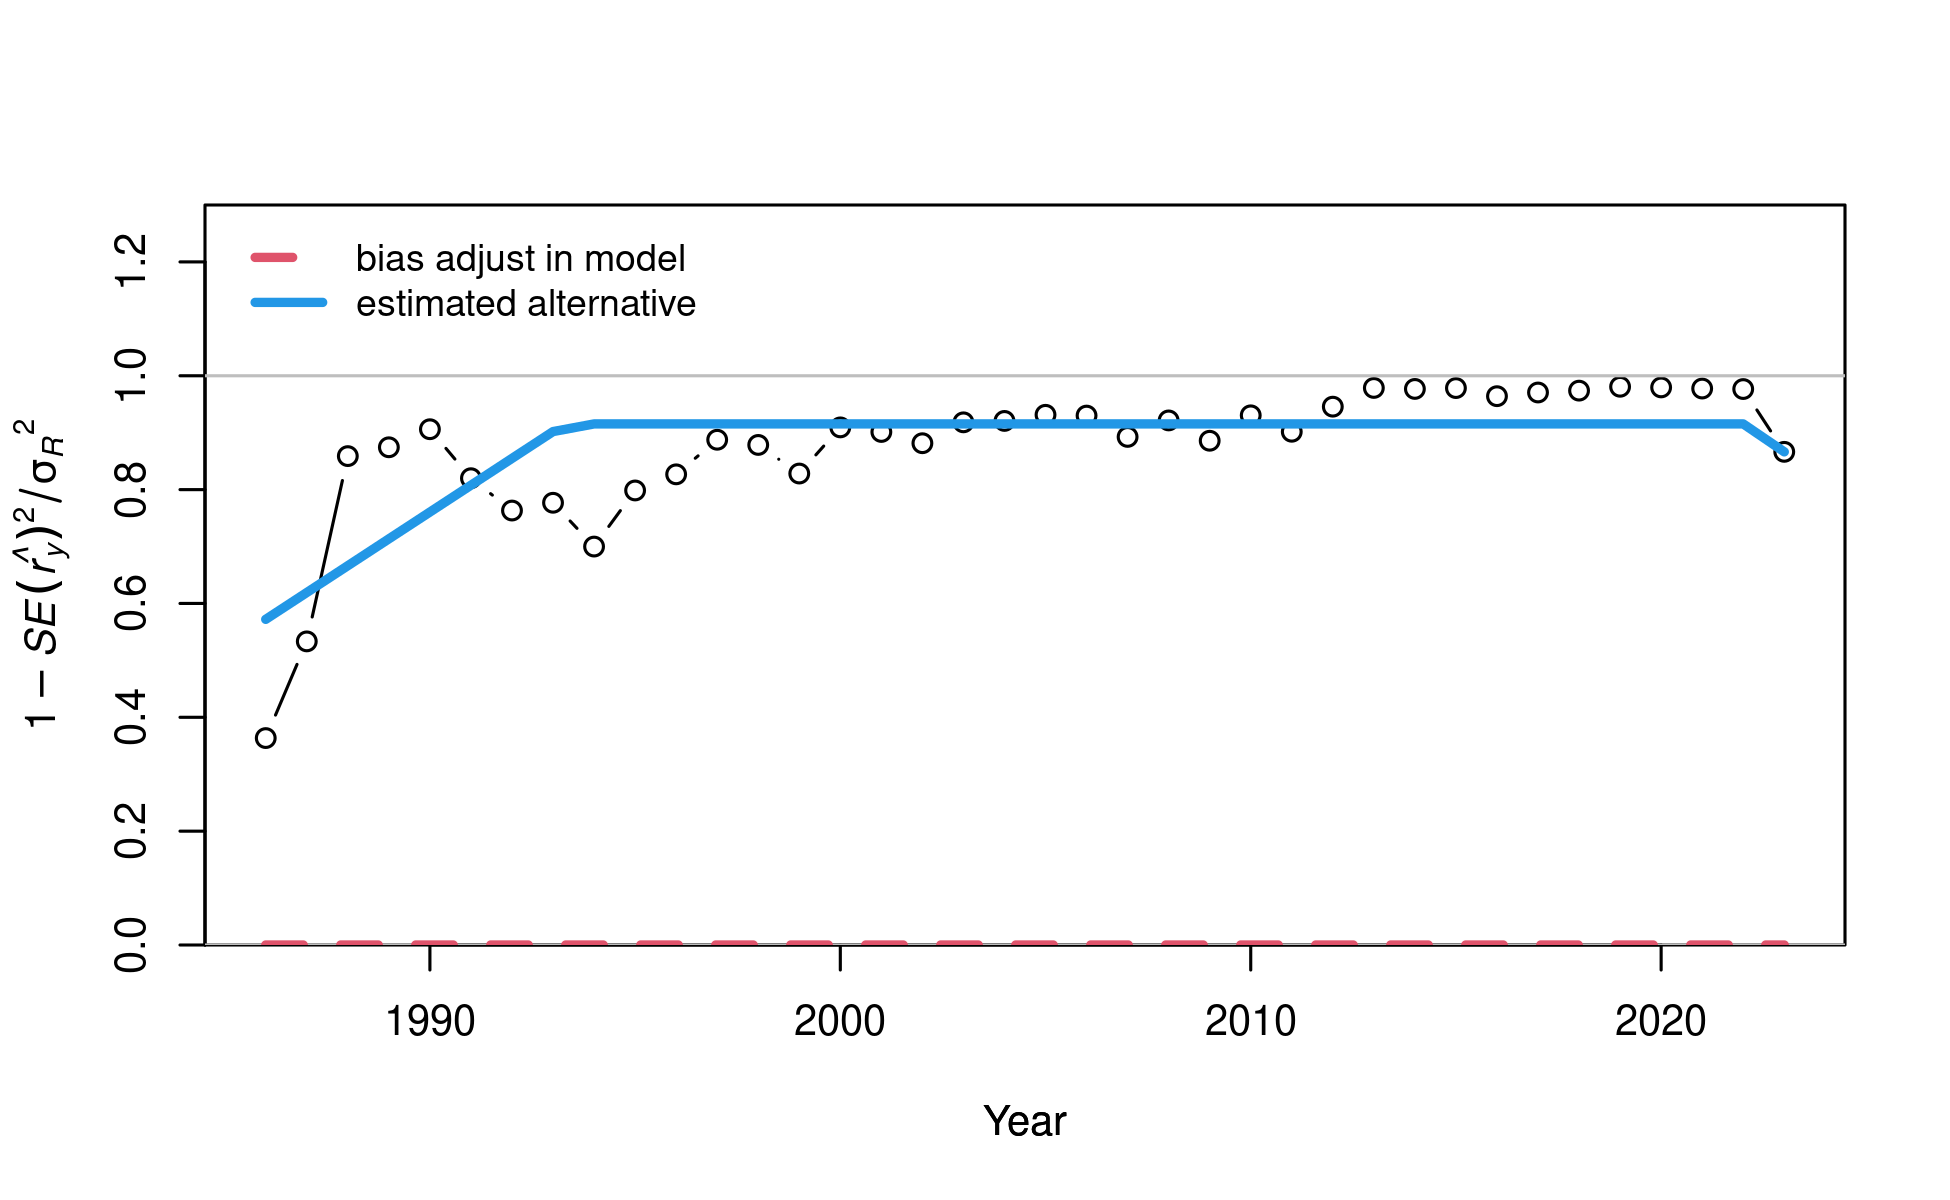 bias adjust in model
estimated alternative
1 − SE(r̂y)²/σR²
1.2
1.0
0.8
0.6
0.4
0.2
0.0
1990 2000 2010 2020
Year